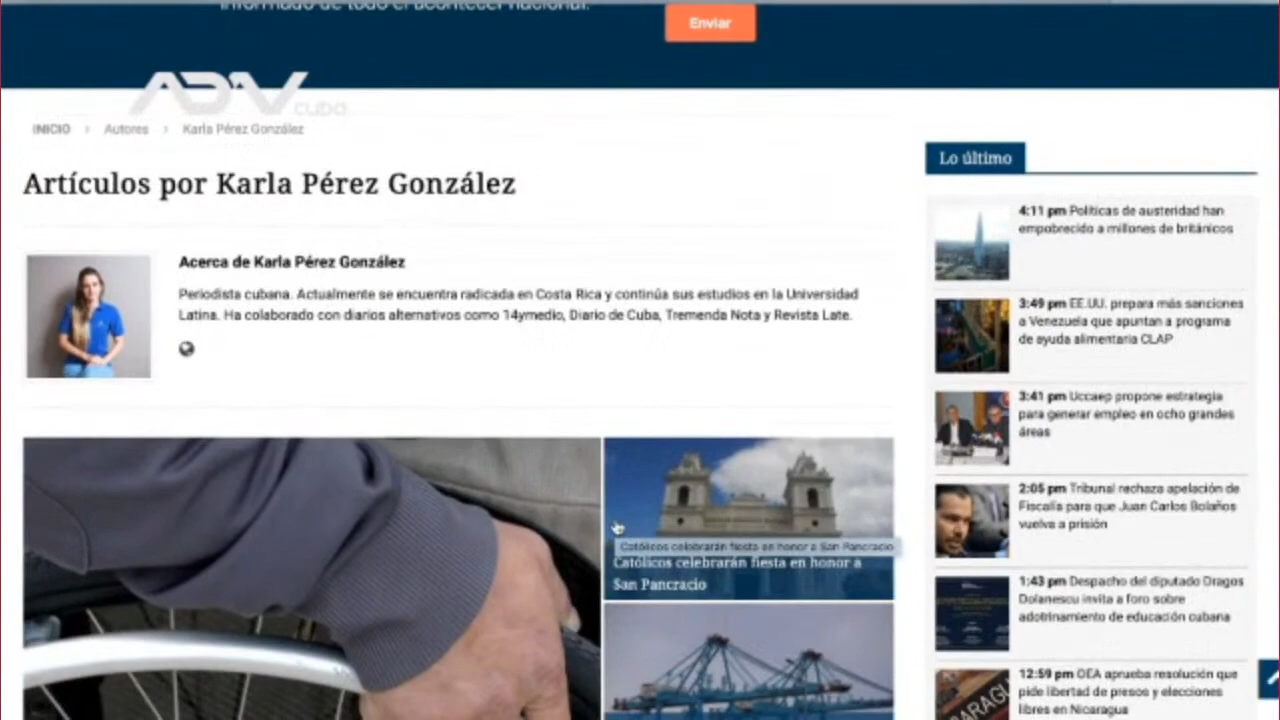 informado de todo el acontecer nacional.
Enviar
ADN
cuba
INICIO > Autores > Karla Pérez González
Artículos por Karla Pérez González
Acerca de Karla Pérez González
Periodista cubana. Actualmente se encuentra radicada en Costa Rica y continúa sus estudios en la Universidad
Latina. Ha colaborado con diarios alternativos como 14ymedio, Diario de Cuba, Tremenda Nota y Revista Late.
Católicos celebrarán fiesta en honor a San Pancracio
Católicos celebrarán fiesta en honor a
San Pancracio
Lo último
4:11 pm Políticas de austeridad han
empobrecido a millones de británicos
3:49 pm EE.UU. prepara más sanciones
a Venezuela que apuntan a programa
de ayuda alimentaria CLAP
3:41 pm Uccaep propone estrategia
para generar empleo en ocho grandes
áreas
2:05 pm Tribunal rechaza apelación de
Fiscalía para que Juan Carlos Bolaños
vuelva a prisión
1:43 pm Despacho del diputado Dragos
Dolanescu invita a foro sobre
adotrinamiento de educación cubana
12:59 pm OEA aprueba resolución que
pide libertad de presos y elecciones
libres en Nicaragua